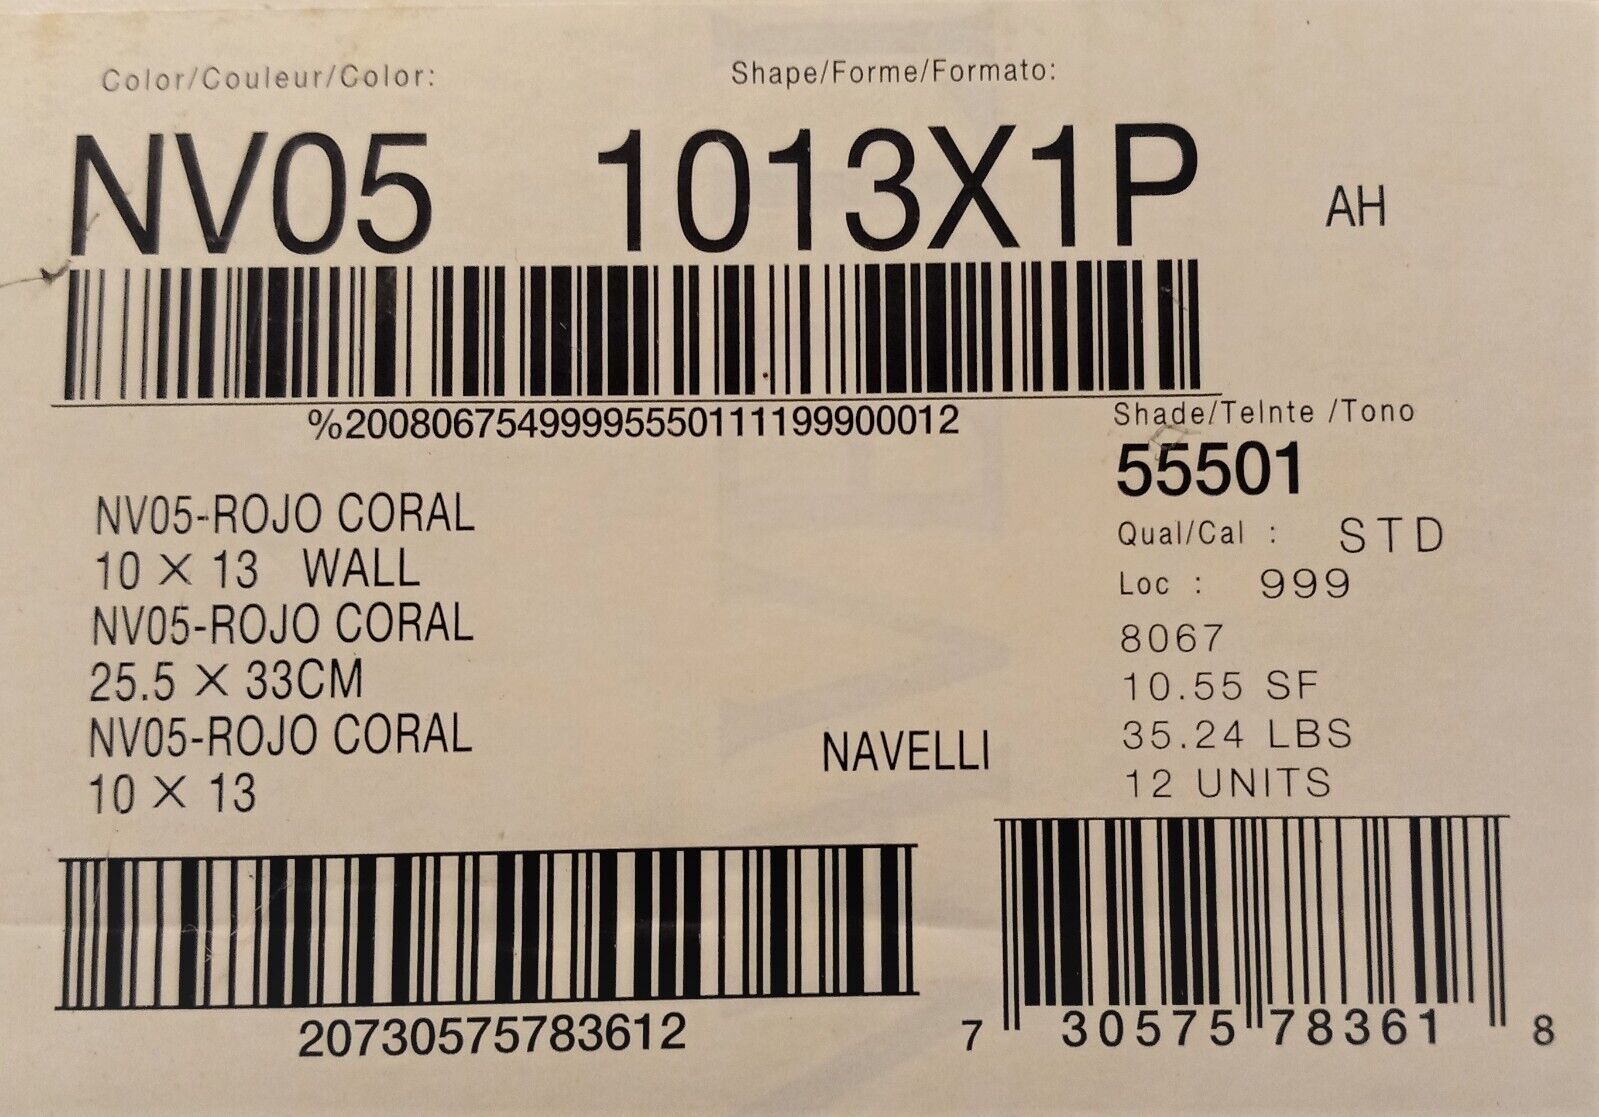 Color/Couleur/Color:
Shape/Forme/Formato:
NV05 1013X1P AH
%2008067549999555011119990​0012
Shade/Telnte /Tono
55501
Qual/Cal : STD
Loc : 999
8067
10.55 SF
35.24 LBS
12 UNITS
NV05-ROJO CORAL
10 X 13 WALL
NV05-ROJO CORAL
25.5 X 33CM
NV05-ROJO CORAL
10 X 13
NAVELLI
20730575783612
7 30575 78361 8